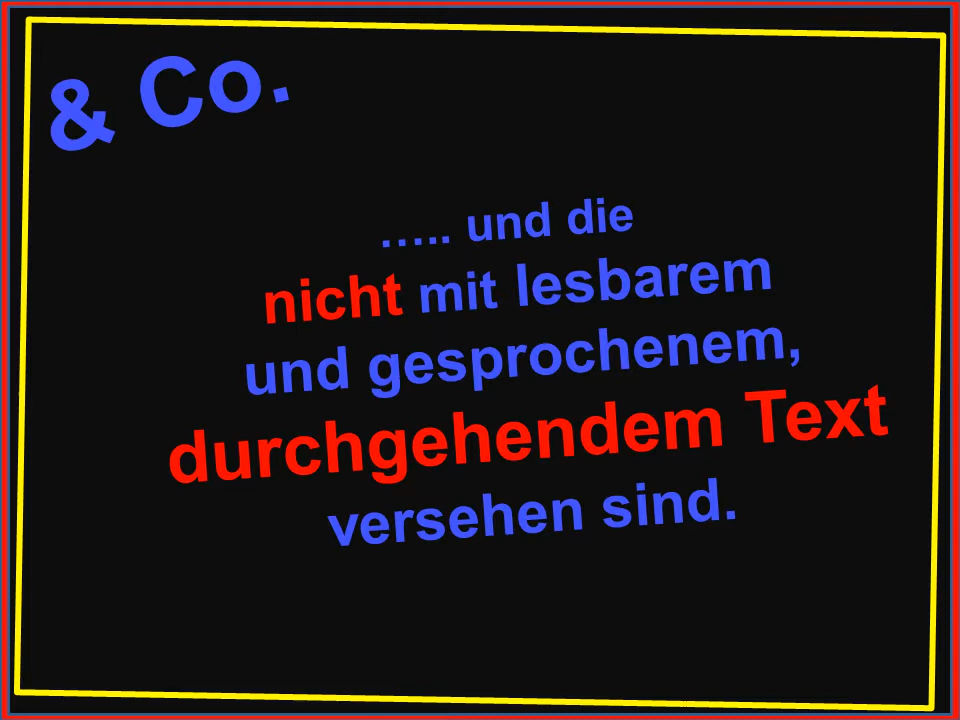 & Co.
….. und die
nicht mit lesbarem
und gesprochenem,
durchgehendem Text
versehen sind.